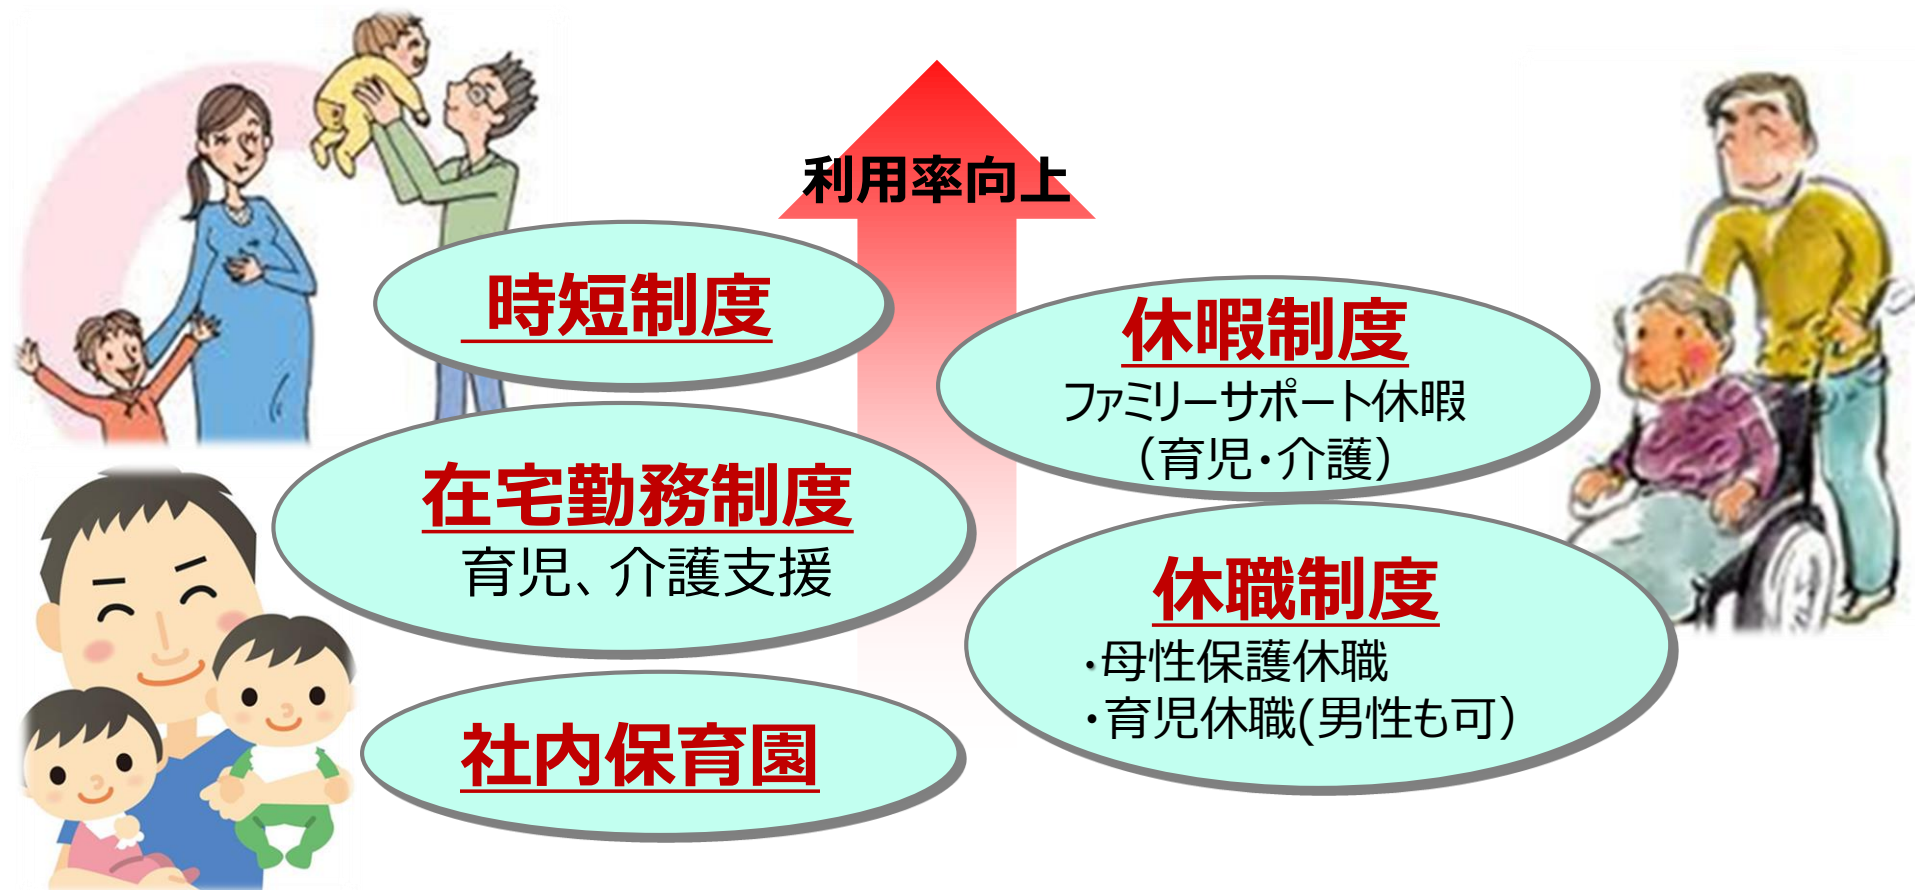 利用率向上
時短制度
在宅勤務制度
育児、介護支援
社内保育園
休暇制度
ファミリーサポート休暇
（育児・介護）
休職制度
・母性保護休職
・育児休職(男性も可）